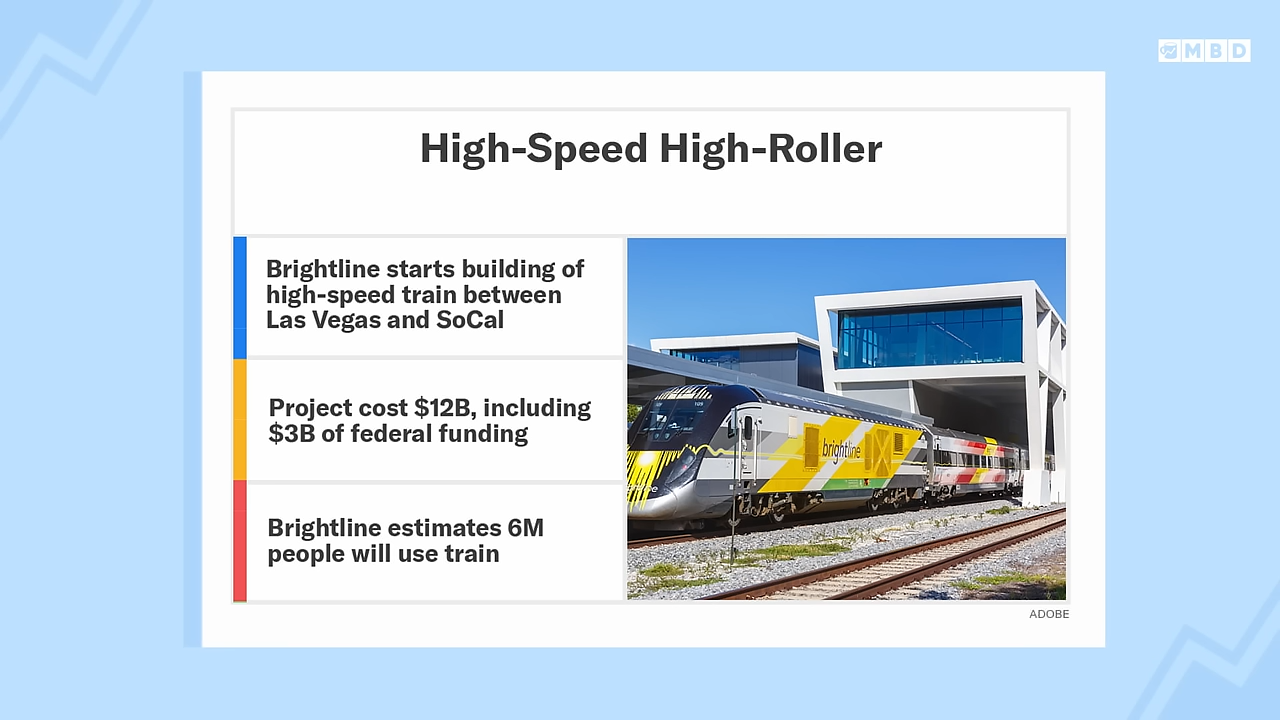 MBD
High-Speed High-Roller
Brightline starts building of
high-speed train between
Las Vegas and SoCal
Project cost $12B, including
$3B of federal funding
Brightline estimates 6M
people will use train
brightline
ADOBE